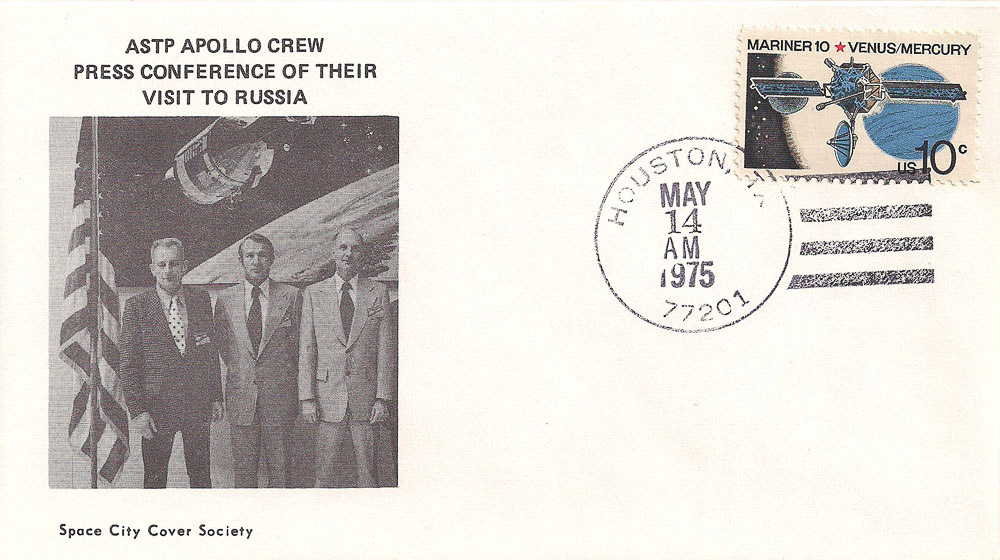 ASTP APOLLO CREW
PRESS CONFERENCE OF THEIR
VISIT TO RUSSIA
MARINER 10 ★ VENUS/MERCURY
US 10c
HOUSTON,
MAY
14
AM
1975
77201
Space City Cover Society